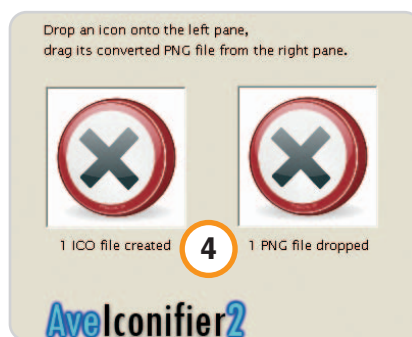 Drop an icon onto the left pane,
drag its converted PNG file from the right pane.
1 ICO file created
4
1 PNG file dropped
AveIconifier2